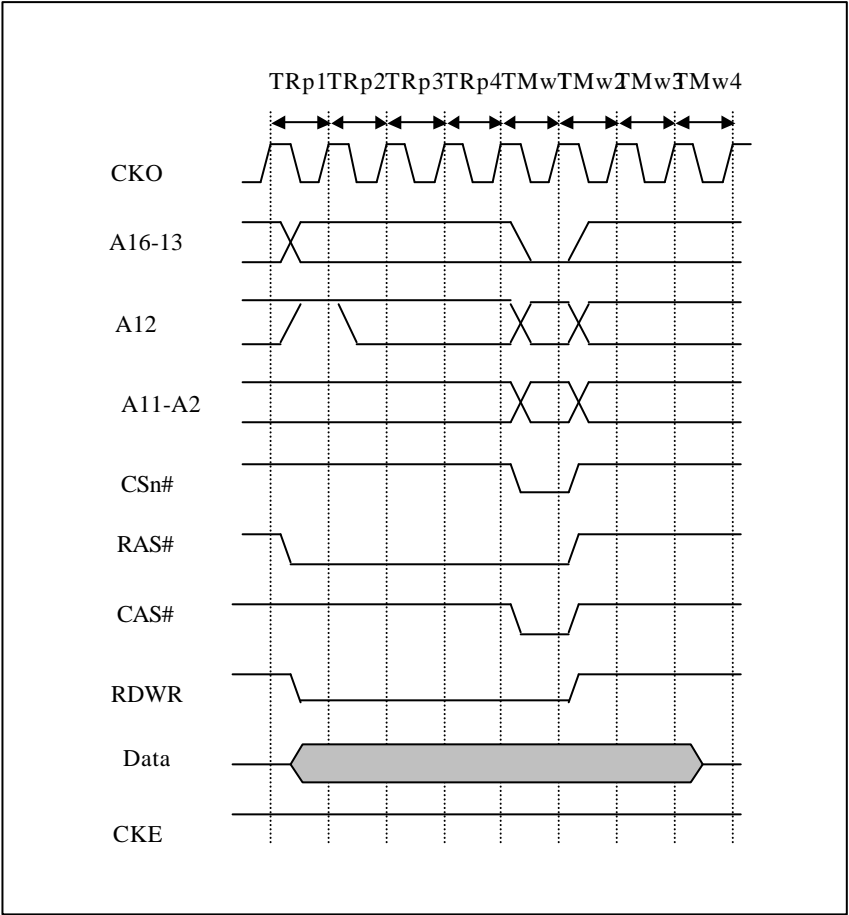 TRp1TRp2TRp3TRp4TMw1TMw2TMw3TMw4
CKO
A16-13
A12
A11-A2
CSn#
RAS#
CAS#
RDWR
Data
CKE